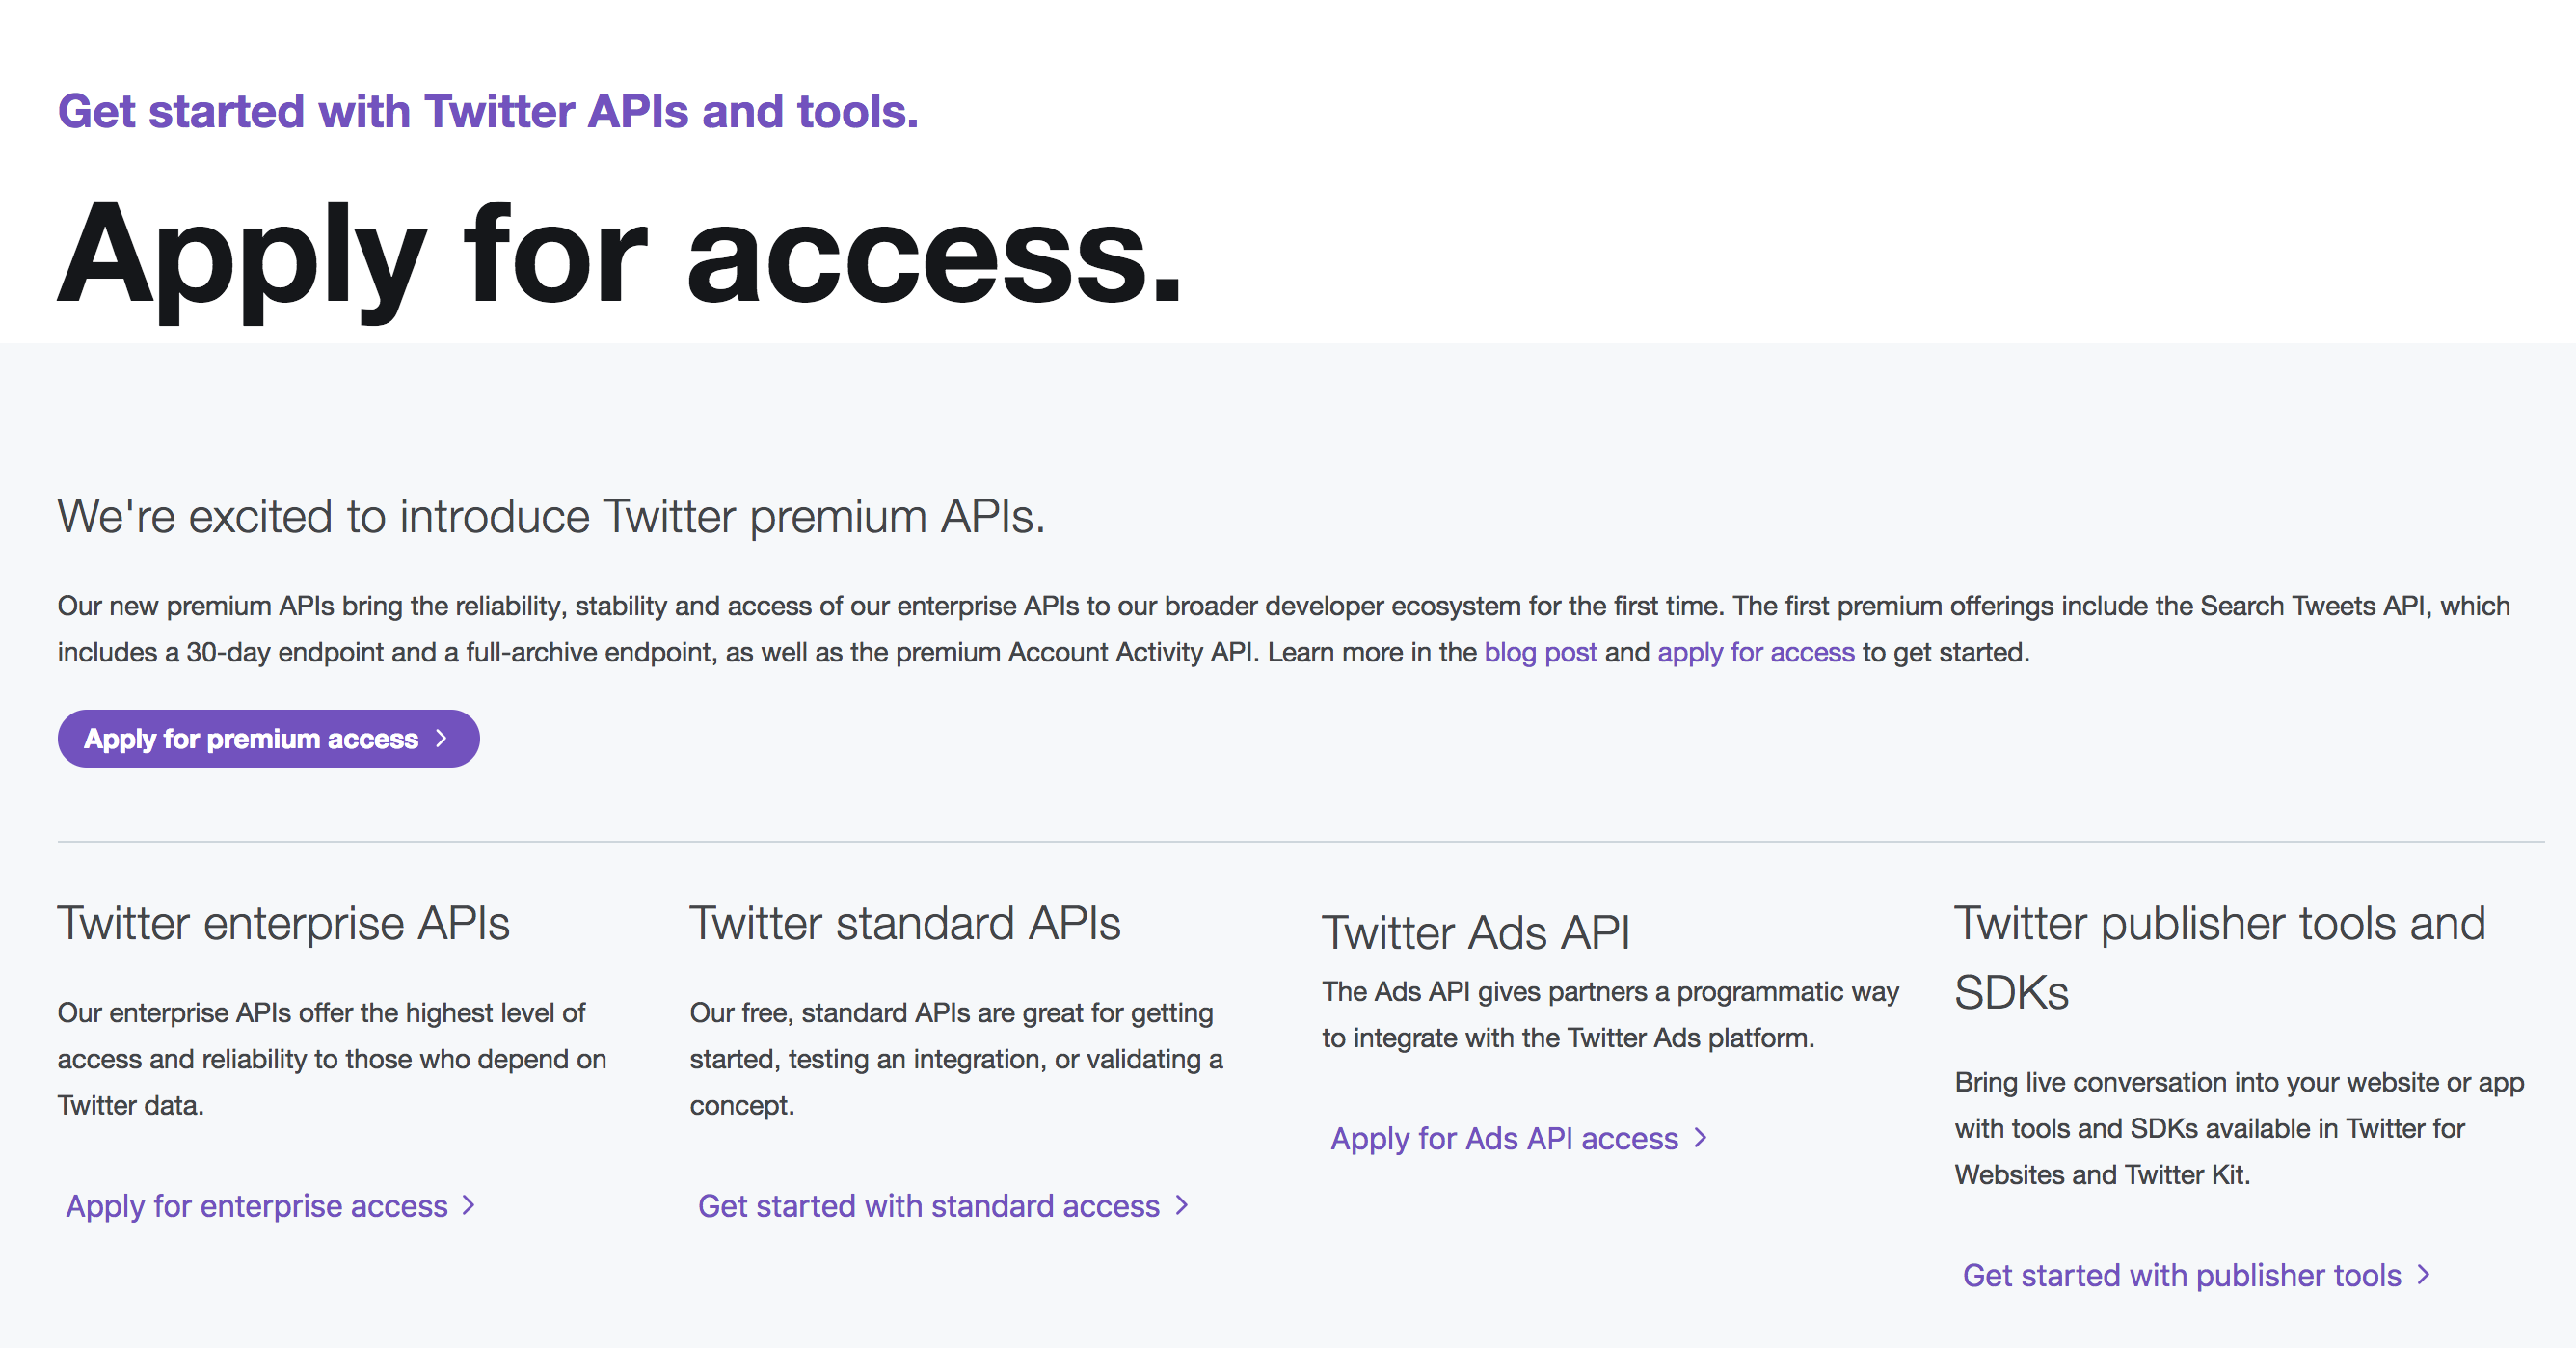 Get started with Twitter APIs and tools.
Apply for access.
We're excited to introduce Twitter premium APIs.
Our new premium APIs bring the reliability, stability and access of our enterprise APIs to our broader developer ecosystem for the first time. The first premium offerings include the Search Tweets API, which
includes a 30-day endpoint and a full-archive endpoint, as well as the premium Account Activity API. Learn more in the blog post and apply for access to get started.
Apply for premium access
Twitter enterprise APIs
Our enterprise APIs offer the highest level of
access and reliability to those who depend on
Twitter data.
Apply for enterprise access
Twitter standard APIs
Our free, standard APIs are great for getting
started, testing an integration, or validating a
concept.
Get started with standard access
Twitter Ads API
The Ads API gives partners a programmatic way
to integrate with the Twitter Ads platform.
Apply for Ads API access
Twitter publisher tools and
SDKs
Bring live conversation into your website or app
with tools and SDKs available in Twitter for
Websites and Twitter Kit.
Get started with publisher tools